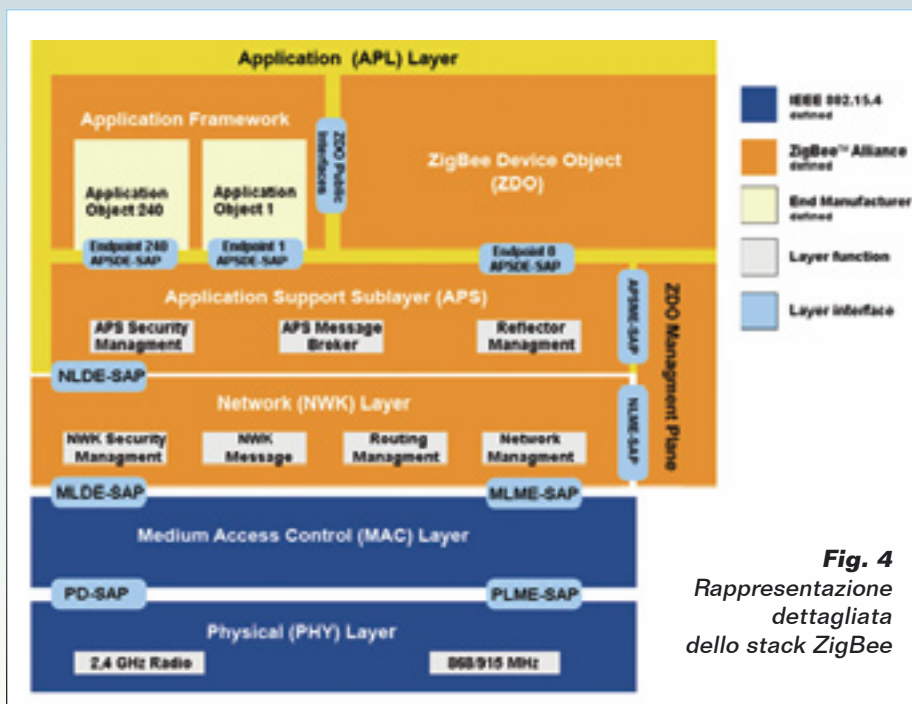 Application (APL) Layer
Application Framework
ZDO Public
Interfaces
ZigBee Device Object
(ZDO)
Application
Object 240
Application
Object 1
Endpoint 240
APSDE-SAP
Endpoint 1
APSDE-SAP
Endpoint 0
APSDE-SAP
Application Support Sublayer (APS)
APSME-SAP
APS Security
Managment
APS Message
Broker
Reflector
Managment
ZDO Managment Plane
NLDE-SAP
Network (NWK) Layer
NLME-SAP
NWK Security
Managment
NWK
Message
Routing
Managment
Network
Managment
MLDE-SAP
MLME-SAP
Medium Access Control (MAC) Layer
PD-SAP
PLME-SAP
Physical (PHY) Layer
2,4 GHz Radio
868/915 MHz
IEEE 802.15.4
defined
ZigBee™ Alliance
defined
End Manufacturer
defined
Layer function
Layer interface
Fig. 4
Rappresentazione
dettagliata
dello stack ZigBee